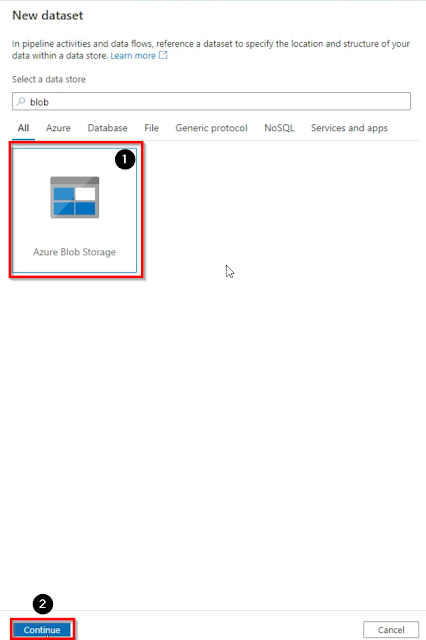 New dataset
In pipeline activities and data flows, reference a dataset to specify the location and structure of your
data within a data store. Learn more
Select a data store
blob
All Azure Database File Generic protocol NoSQL Services and apps
1
Azure Blob Storage
2
Continue Cancel